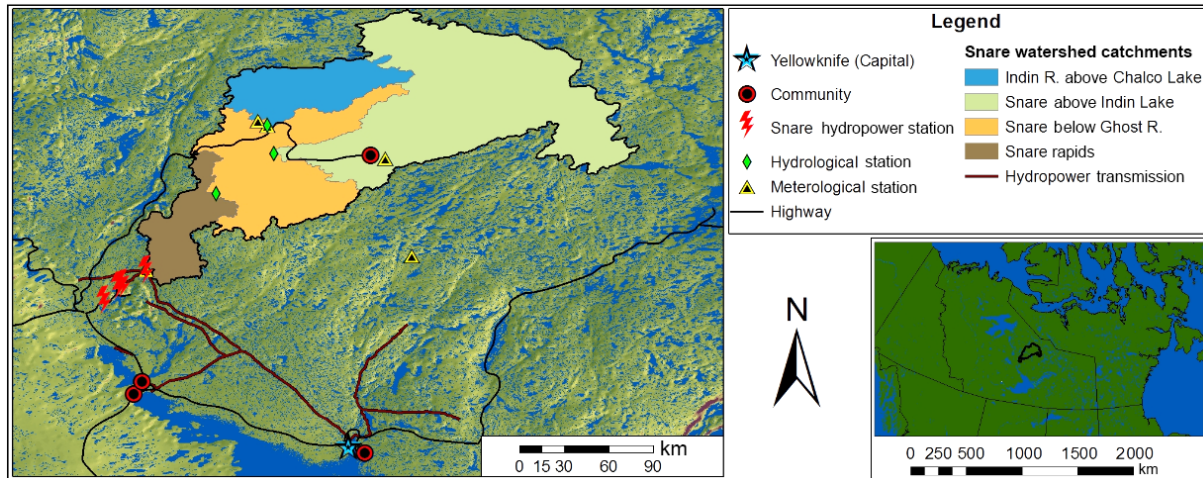 Legend
Yellowknife (Capital)
Community
Snare hydropower station
Hydrological station
Meterological station
Highway
Snare watershed catchments
Indin R. above Chalco Lake
Snare above Indin Lake
Snare below Ghost R.
Snare rapids
Hydropower transmission
N
km
0 15 30 60 90
km
0 250 500 1000 1500 2000